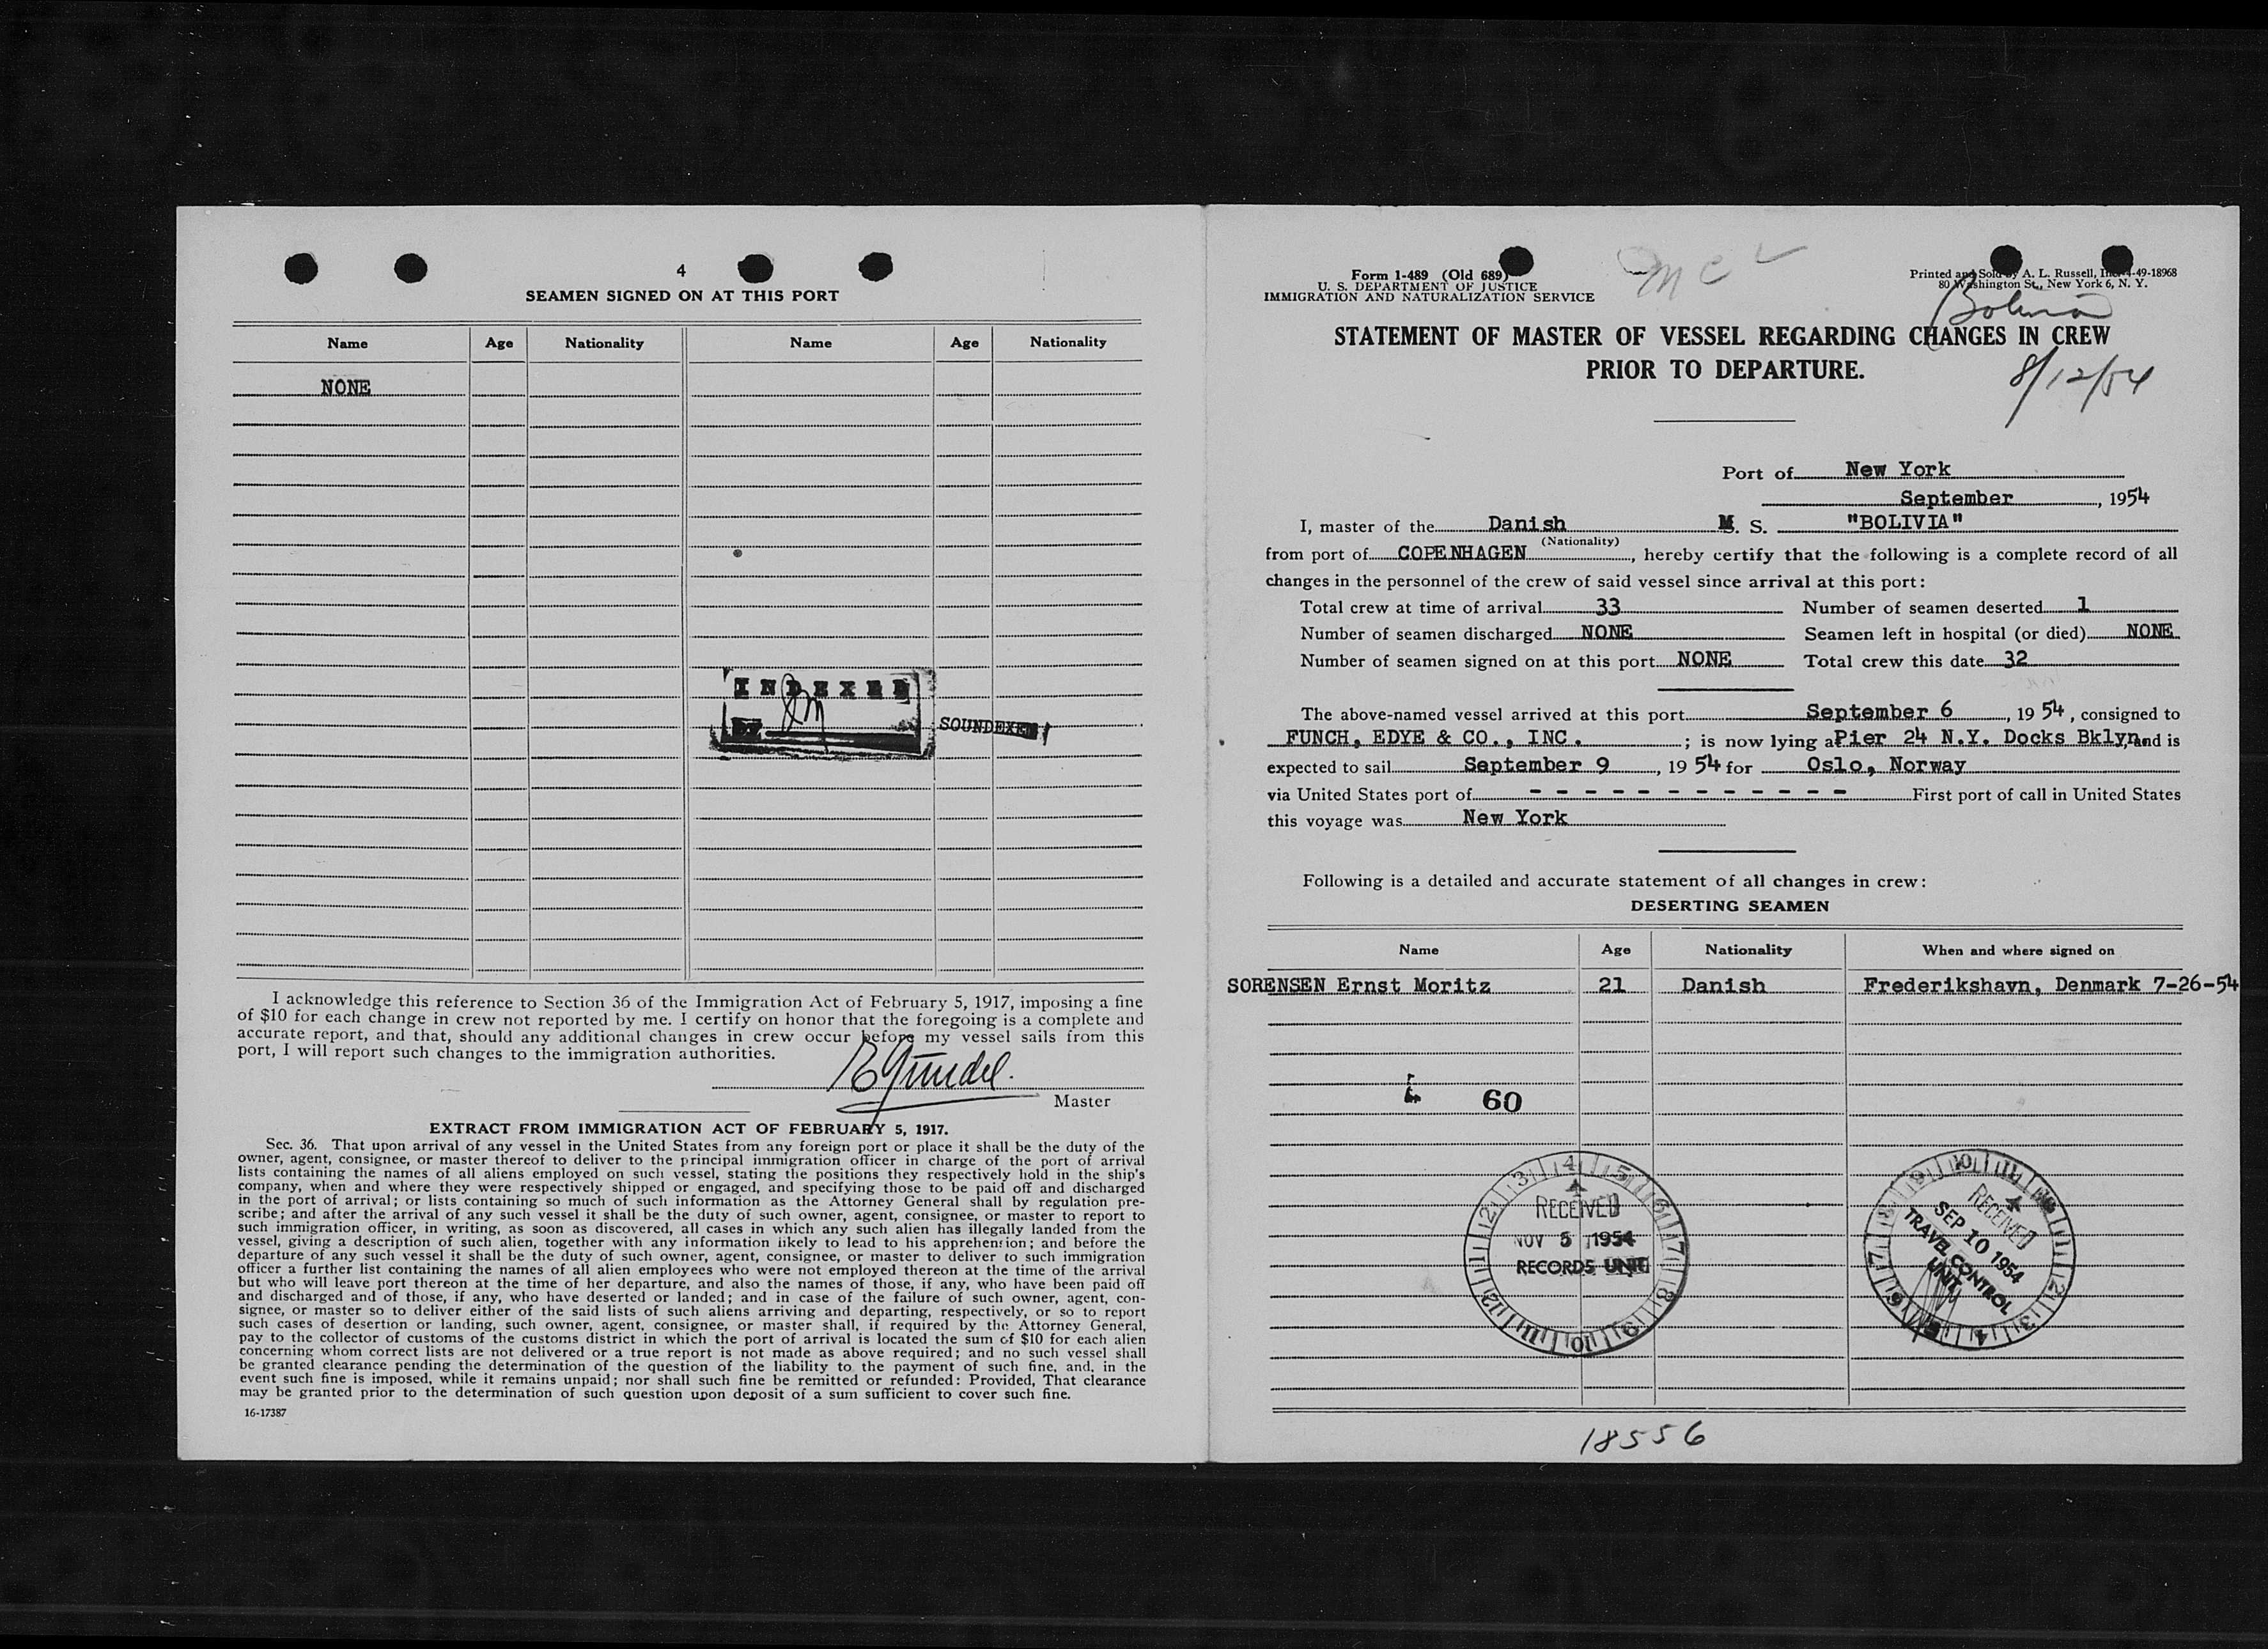 4
SEAMEN SIGNED ON AT THIS PORT
Name Age Nationality Name Age Nationality
NONE
INDEXED
BY
SOUNDEXED
I acknowledge this reference to Section 36 of the Immigration Act of February 5, 1917, imposing a fine
of $10 for each change in crew not reported by me. I certify on honor that the foregoing is a complete and
accurate report, and that, should any additional changes in crew occur before my vessel sails from this
port, I will report such changes to the immigration authorities.
Master
EXTRACT FROM IMMIGRATION ACT OF FEBRUARY 5, 1917.
Sec. 36. That upon arrival of any vessel in the United States from any foreign port or place it shall be the duty of the
owner, agent, consignee, or master thereof to deliver to the principal immigration officer in charge of the port of arrival
lists containing the names of all aliens employed on such vessel, stating the positions they respectively hold in the ship's
company, when and where they were respectively shipped or engaged, and specifying those to be paid off and discharged
in the port of arrival; or lists containing so much of such information as the Attorney General shall by regulation pre-
scribe; and after the arrival of any such vessel it shall be the duty of such owner, agent, consignee, or master to report to
such immigration officer, in writing, as soon as discovered, all cases in which any such alien has illegally landed from the
vessel, giving a description of such alien, together with any information likely to lead to his apprehension; and before the
departure of any such vessel it shall be the duty of such owner, agent, consignee, or master to deliver to such immigration
officer a further list containing the names of all alien employees who were not employed thereon at the time of the arrival
but who will leave port thereon at the time of her departure, and also the names of those, if any, who have been paid off
and discharged and of those, if any, who have deserted or landed; and in case of the failure of such owner, agent, con-
signee, or master so to deliver either of the said lists of such aliens arriving and departing, respectively, or so to report
such cases of desertion or landing, such owner, agent, consignee, or master shall, if required by the Attorney General,
pay to the collector of customs of the customs district in which the port of arrival is located the sum of $10 for each alien
concerning whom correct lists are not delivered or a true report is not made as above required; and no such vessel shall
be granted clearance pending the determination of the question of the liability to the payment of such fine, and, in the
event such fine is imposed, while it remains unpaid; nor shall such fine be remitted or refunded: Provided, That clearance
may be granted prior to the determination of such question upon deposit of a sum sufficient to cover such fine.
16-17387
Form 1-489 (Old 689)
U. S. DEPARTMENT OF JUSTICE
IMMIGRATION AND NATURALIZATION SERVICE
Printed and Sold by A. L. Russell, Inc. 4-49-18968
80 Washington St., New York 6, N. Y.
Bolivia
STATEMENT OF MASTER OF VESSEL REGARDING CHANGES IN CREW
PRIOR TO DEPARTURE.
8/12/54
Port of New York
September, 1954
I, master of the Danish M. S. "BOLIVIA"
(Nationality)
from port of COPENHAGEN, hereby certify that the following is a complete record of all
changes in the personnel of the crew of said vessel since arrival at this port:
Total crew at time of arrival 33 Number of seamen deserted 1
Number of seamen discharged NONE Seamen left in hospital (or died) NONE
Number of seamen signed on at this port NONE Total crew this date 32
The above-named vessel arrived at this port September 6, 1954, consigned to
FUNCH, EDYE & CO., INC. ; is now lying a Pier 24 N.Y. Docks Bklyn, and is
expected to sail September 9, 1954 for Oslo, Norway
via United States port of - - - - - - - - - - - - First port of call in United States
this voyage was New York
Following is a detailed and accurate statement of all changes in crew:
DESERTING SEAMEN
Name Age Nationality When and where signed on
SORENSEN Ernst Moritz 21 Danish Frederikshavn, Denmark 7-26-54
60
RECEIVED
NOV 5 1954
RECORDS UNIT
RECEIVED
SEP 10 1954
TRAVEL CONTROL
UNIT
18556